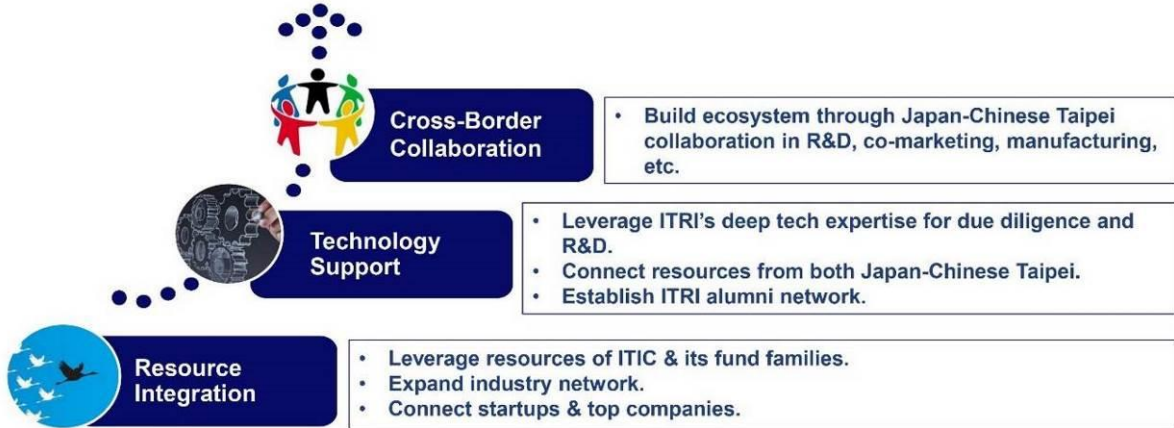 Cross-Border
Collaboration
• Build ecosystem through Japan-Chinese Taipei
collaboration in R&D, co-marketing, manufacturing,
etc.
Technology
Support
• Leverage ITRI's deep tech expertise for due diligence and
R&D.
• Connect resources from both Japan-Chinese Taipei.
• Establish ITRI alumni network.
Resource
Integration
• Leverage resources of ITIC & its fund families.
• Expand industry network.
• Connect startups & top companies.